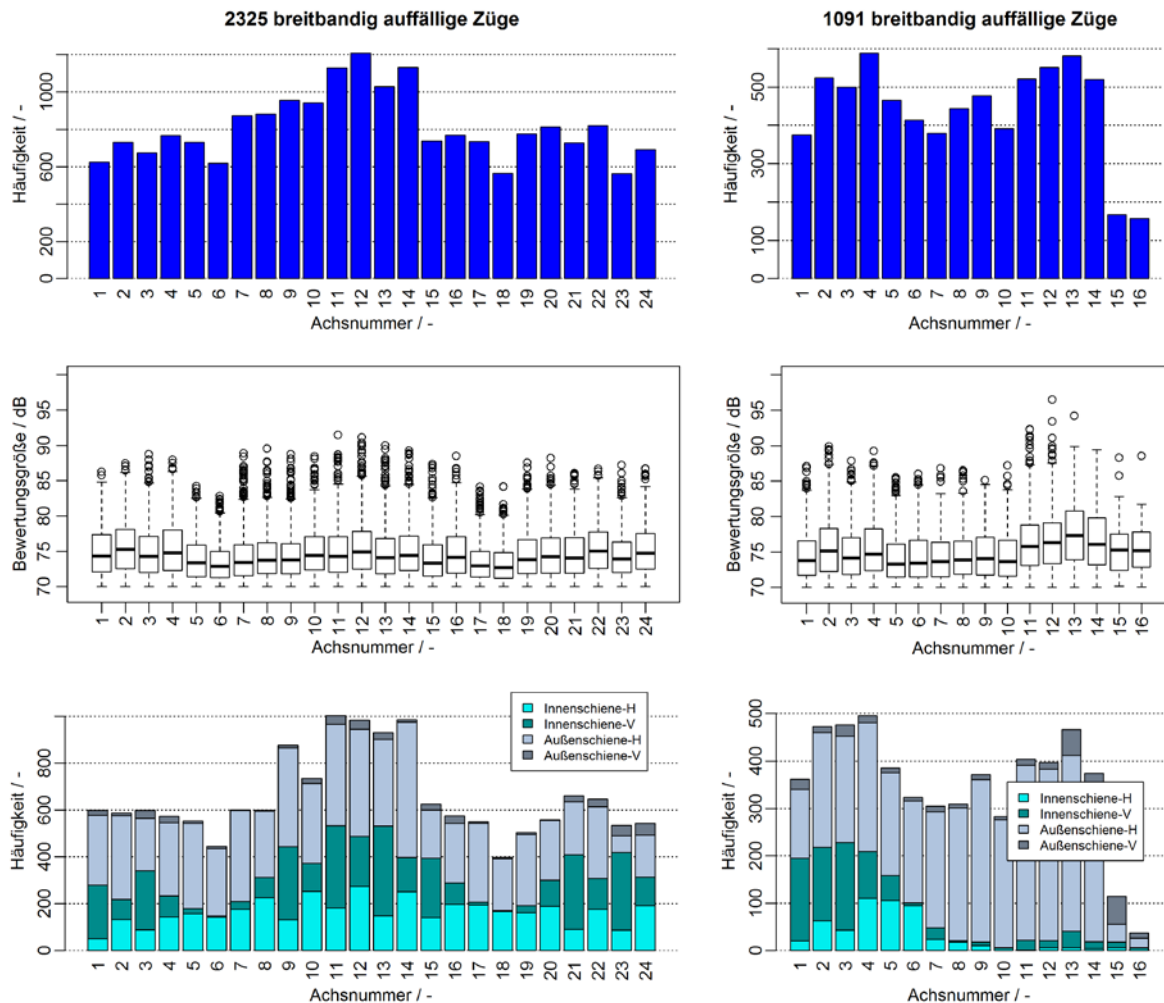 2325 breitbandig auffällige Züge
Häufigkeit / -
0 200 600 1000
1 2 3 4 5 6 7 8 9 10 11 12 13 14 15 16 17 18 19 20 21 22 23 24
Achsnummer / -
1091 breitbandig auffällige Züge
Häufigkeit / -
0 100 300 500
1 2 3 4 5 6 7 8 9 10 11 12 13 14 15 16
Achsnummer / -
Bewertungsgröße / dB
70 75 80 85 90 95
1 2 3 4 5 6 7 8 9 10 11 12 13 14 15 16 17 18 19 20 21 22 23 24
Achsnummer / -
Bewertungsgröße / dB
70 75 80 85 90 95
1 2 3 4 5 6 7 8 9 10 11 12 13 14 15 16
Achsnummer / -
Häufigkeit / -
0 200 400 600 800
Innenschiene-H
Innenschiene-V
Außenschiene-H
Außenschiene-V
1 2 3 4 5 6 7 8 9 10 11 12 13 14 15 16 17 18 19 20 21 22 23 24
Achsnummer / -
Häufigkeit / -
0 100 200 300 400 500
Innenschiene-H
Innenschiene-V
Außenschiene-H
Außenschiene-V
1 2 3 4 5 6 7 8 9 10 11 12 13 14 15 16
Achsnummer / -